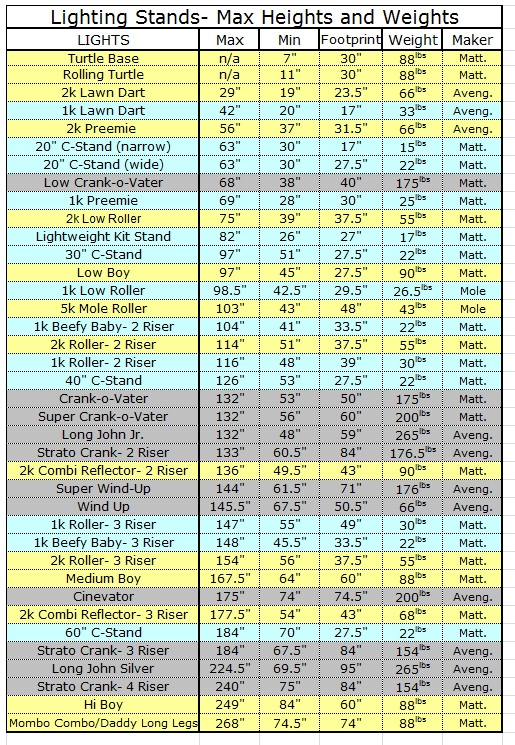 Lighting Stands- Max Heights and Weights
LIGHTS Max Min Footprint Weight Maker
Turtle Base n/a 7" 30" 88lbs Matt.
Rolling Turtle n/a 11" 30" 88lbs Matt.
2k Lawn Dart 29" 19" 23.5" 66lbs Aveng.
1k Lawn Dart 42" 20" 17" 33lbs Aveng.
2k Preemie 56" 37" 31.5" 66lbs Aveng.
20" C-Stand (narrow) 63" 30" 17" 15lbs Matt.
20" C-Stand (wide) 63" 30" 27.5" 22lbs Matt.
Low Crank-o-Vater 68" 38" 40" 175lbs Matt.
1k Preemie 69" 28" 30" 25lbs Matt.
2k Low Roller 75" 39" 37.5" 55lbs Matt.
Lightweight Kit Stand 82" 26" 27" 17lbs Matt.
30" C-Stand 97" 51" 27.5" 22lbs Matt.
Low Boy 97" 45" 27.5" 90lbs Matt.
1k Low Roller 98.5" 42.5" 29.5" 26.5lbs Mole
5k Mole Roller 103" 43" 48" 43lbs Mole
1k Beefy Baby- 2 Riser 104" 41" 33.5" 22lbs Matt.
2k Roller- 2 Riser 114" 51" 37.5" 55lbs Matt.
1k Roller- 2 Riser 116" 48" 39" 30lbs Matt.
40" C-Stand 126" 53" 27.5" 22lbs Matt.
Crank-o-Vater 132" 53" 50" 175lbs Matt.
Super Crank-o-Vater 132" 56" 60" 200lbs Matt.
Long John Jr. 132" 48" 59" 265lbs Aveng.
Strato Crank- 2 Riser 133" 60.5" 84" 176.5lbs Aveng.
2k Combi Reflector- 2 Riser 136" 49.5" 43" 90lbs Matt.
Super Wind-Up 144" 61.5" 71" 176lbs Aveng.
Wind Up 145.5" 67.5" 50.5" 66lbs Aveng.
1k Roller- 3 Riser 147" 55" 49" 30lbs Matt.
1k Beefy Baby- 3 Riser 148" 45.5" 33.5" 22lbs Matt.
2k Roller- 3 Riser 154" 56" 37.5" 55lbs Matt.
Medium Boy 167.5" 64" 60" 88lbs Matt.
Cinevator 175" 74" 74.5" 200lbs Aveng.
2k Combi Reflector- 3 Riser 177.5" 54" 43" 68lbs Matt.
60" C-Stand 184" 70" 27.5" 22lbs Matt.
Strato Crank- 3 Riser 184" 67.5" 84" 154lbs Aveng.
Long John Silver 224.5" 69.5" 95" 265lbs Aveng.
Strato Crank- 4 Riser 240" 75" 84" 154lbs Aveng.
Hi Boy 249" 84" 60" 88lbs Matt.
Mombo Combo/Daddy Long Legs 268" 74.5" 74" 88lbs Matt.